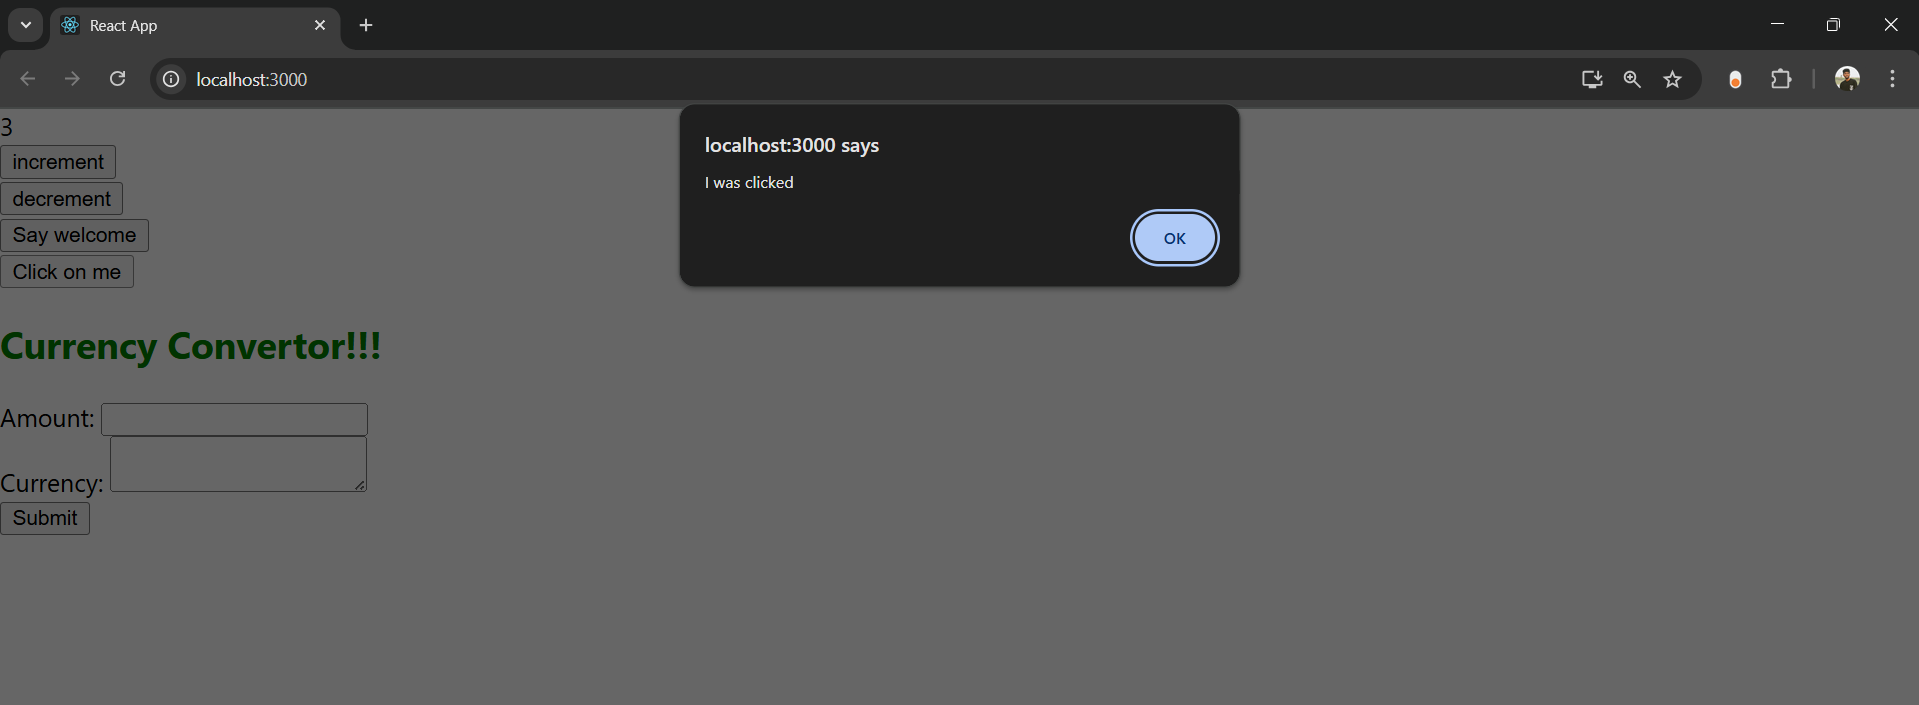 React App
localhost:3000
3
increment
decrement
Say welcome
Click on me
localhost:3000 says
I was clicked
OK
Currency Convertor!!!
Amount:
Currency:
Submit